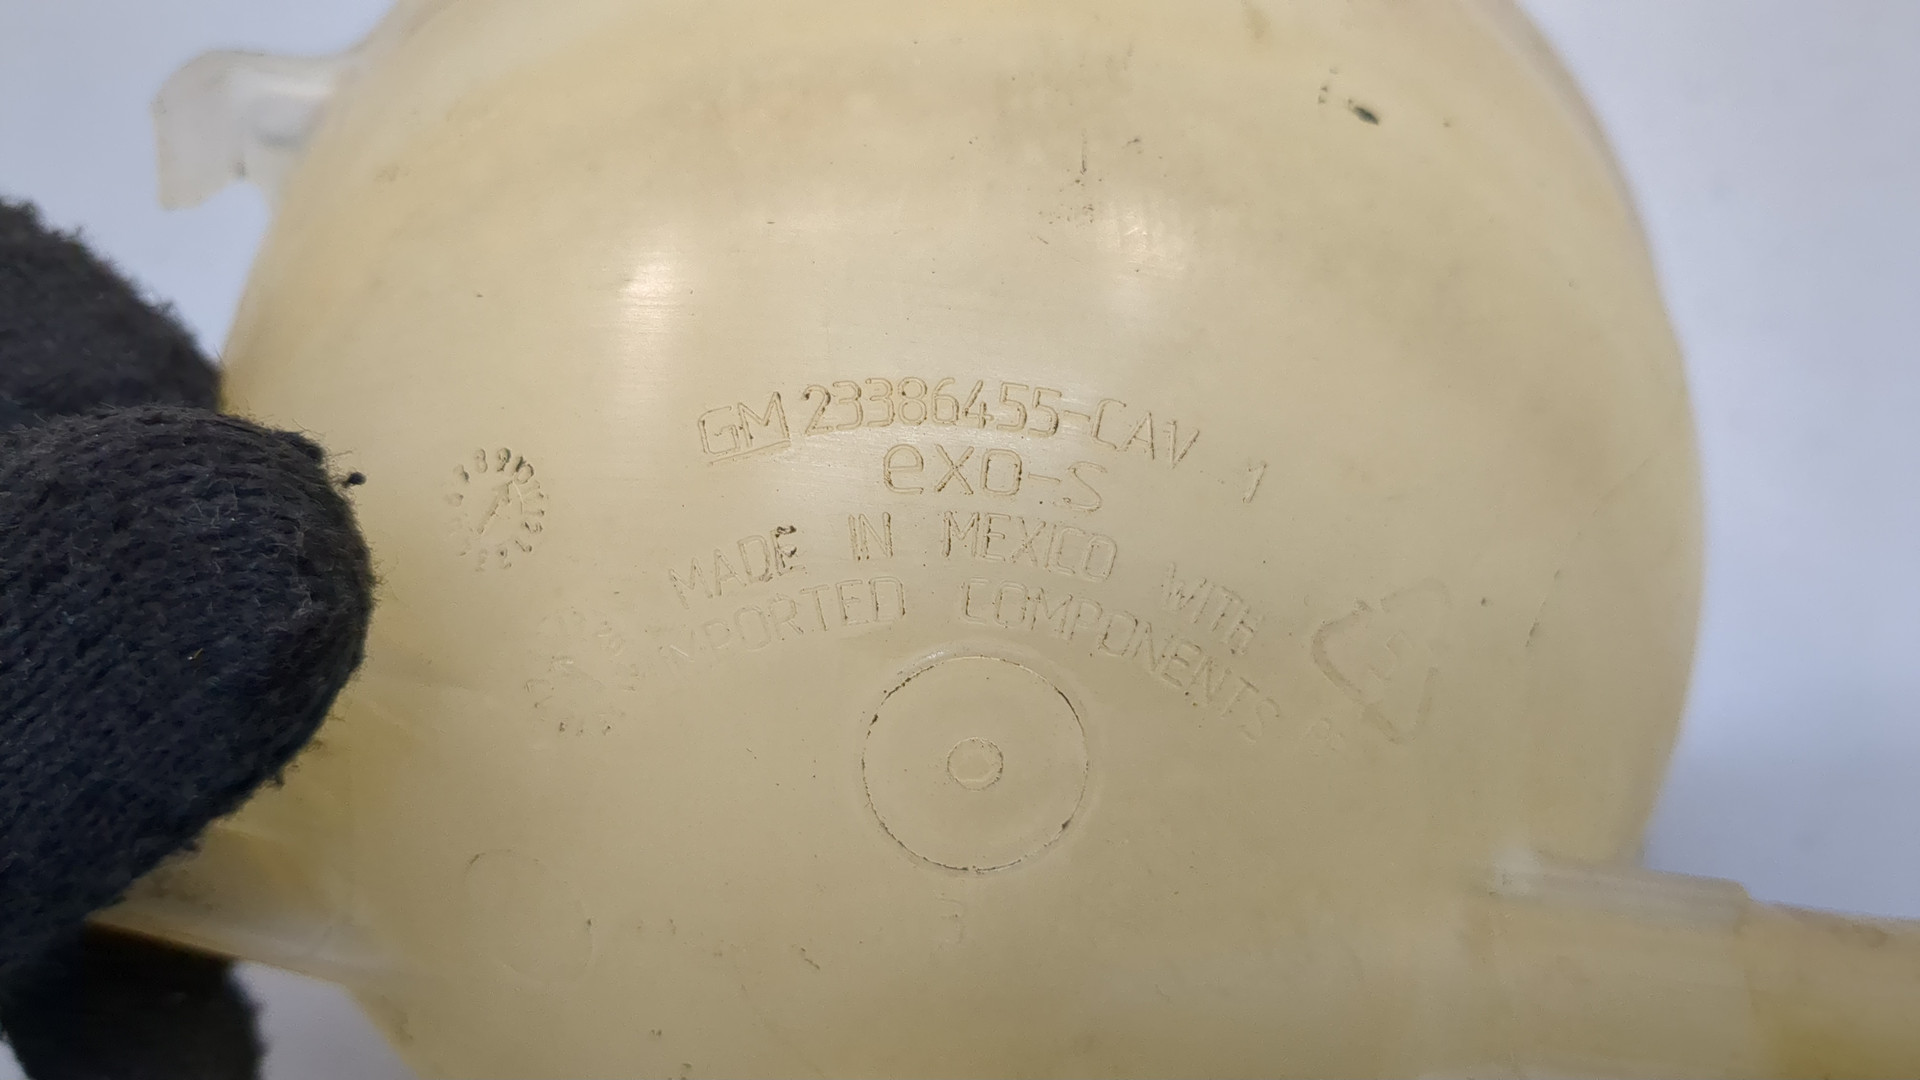 GM 23386455-CAV 1
exo-s
MADE IN MEXICO WITH
IMPORTED COMPONENTS